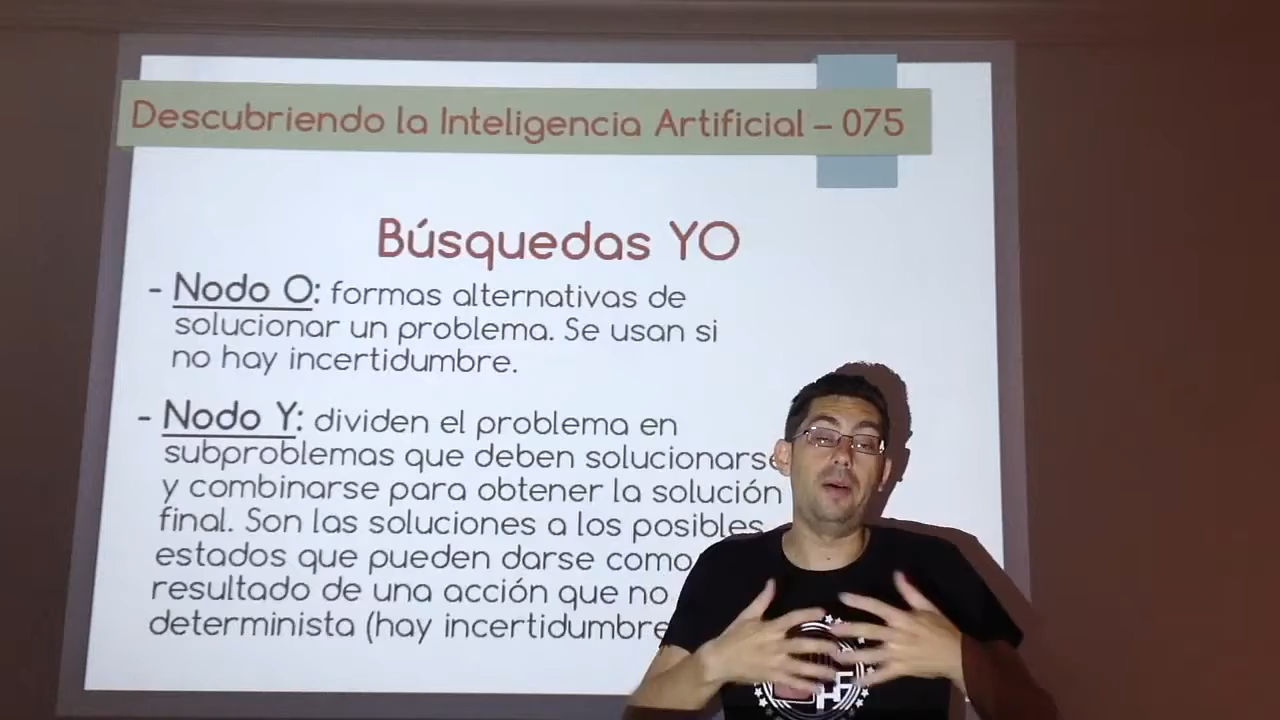 Descubriendo la Inteligencia Artificial – 075
Búsquedas YO
- Nodo O: formas alternativas de
solucionar un problema. Se usan si
no hay incertidumbre.
- Nodo Y: dividen el problema en
subproblemas que deben solucionarse
y combinarse para obtener la solución
final. Son las soluciones a los posibles
estados que pueden darse como
resultado de una acción que no
determinista (hay incertidumbre